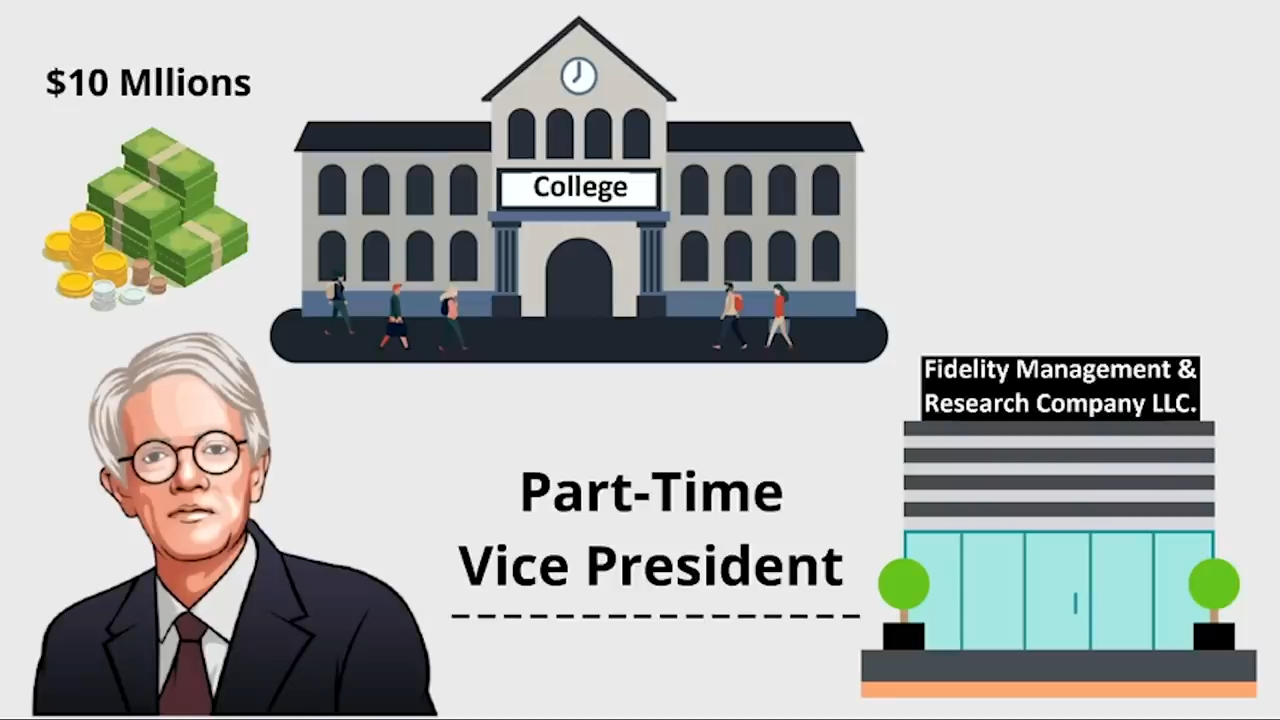 $10 Mllions
College
Fidelity Management &
Research Company LLC.
Part-Time
Vice President